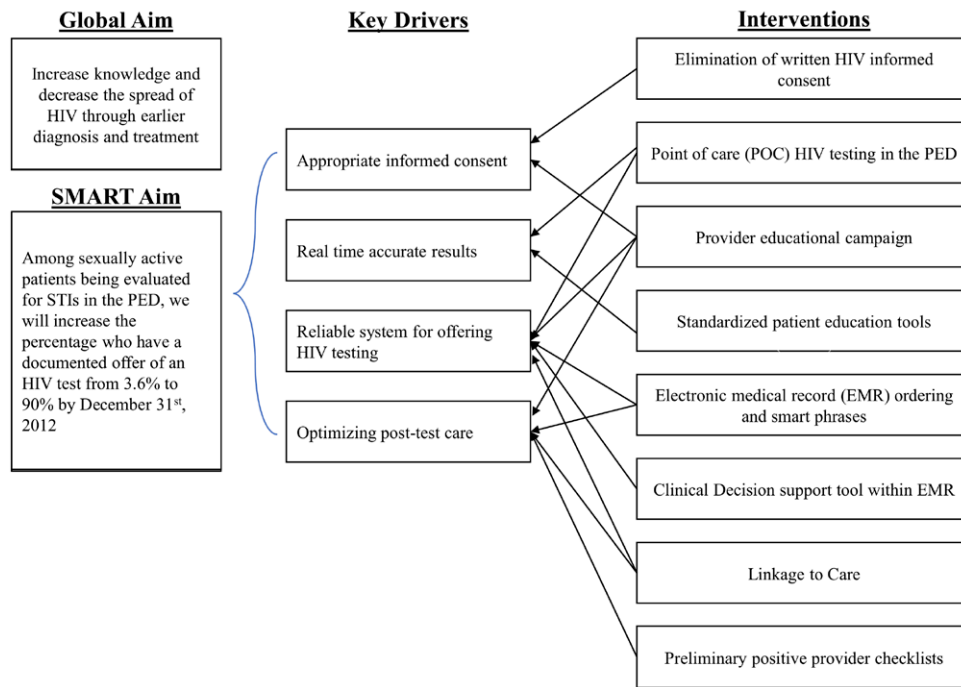 Global Aim
Increase knowledge and
decrease the spread of
HIV through earlier
diagnosis and treatment
SMART Aim
Among sexually active
patients being evaluated
for STIs in the PED, we
will increase the
percentage who have a
documented offer of an
HIV test from 3.6% to
90% by December 31st,
2012
Key Drivers
Appropriate informed consent
Real time accurate results
Reliable system for offering
HIV testing
Optimizing post-test care
Interventions
Elimination of written HIV informed
consent
Point of care (POC) HIV testing in the PED
Provider educational campaign
Standardized patient education tools
Electronic medical record (EMR) ordering
and smart phrases
Clinical Decision support tool within EMR
Linkage to Care
Preliminary positive provider checklists